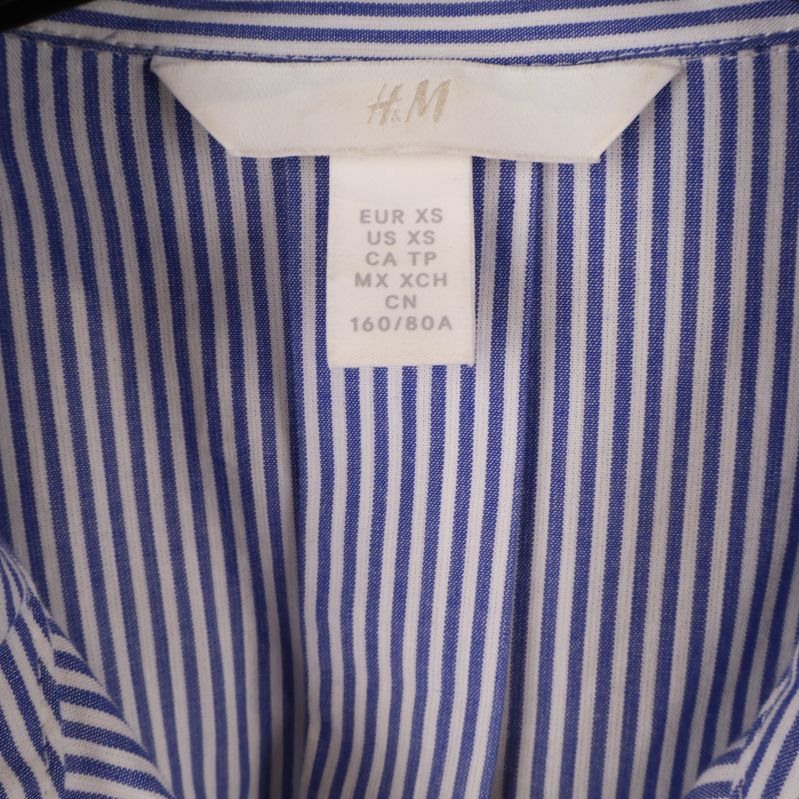 H&M
EUR XS
US XS
CA TP
MX XCH
CN
160/80A